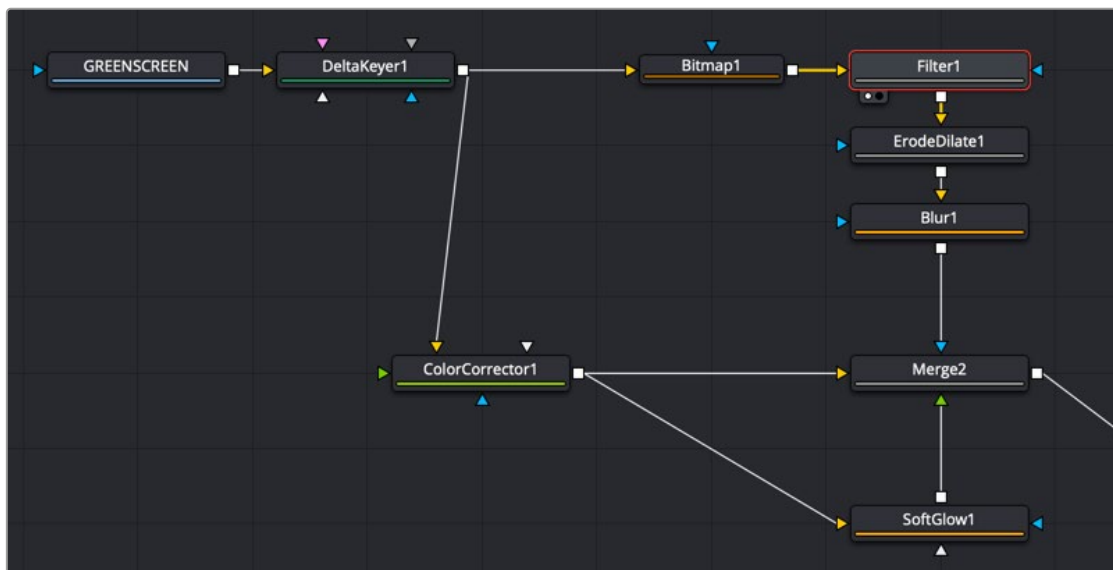 GREENSCREEN
DeltaKeyer1
Bitmap1
Filter1
ErodeDilate1
Blur1
ColorCorrector1
Merge2
SoftGlow1